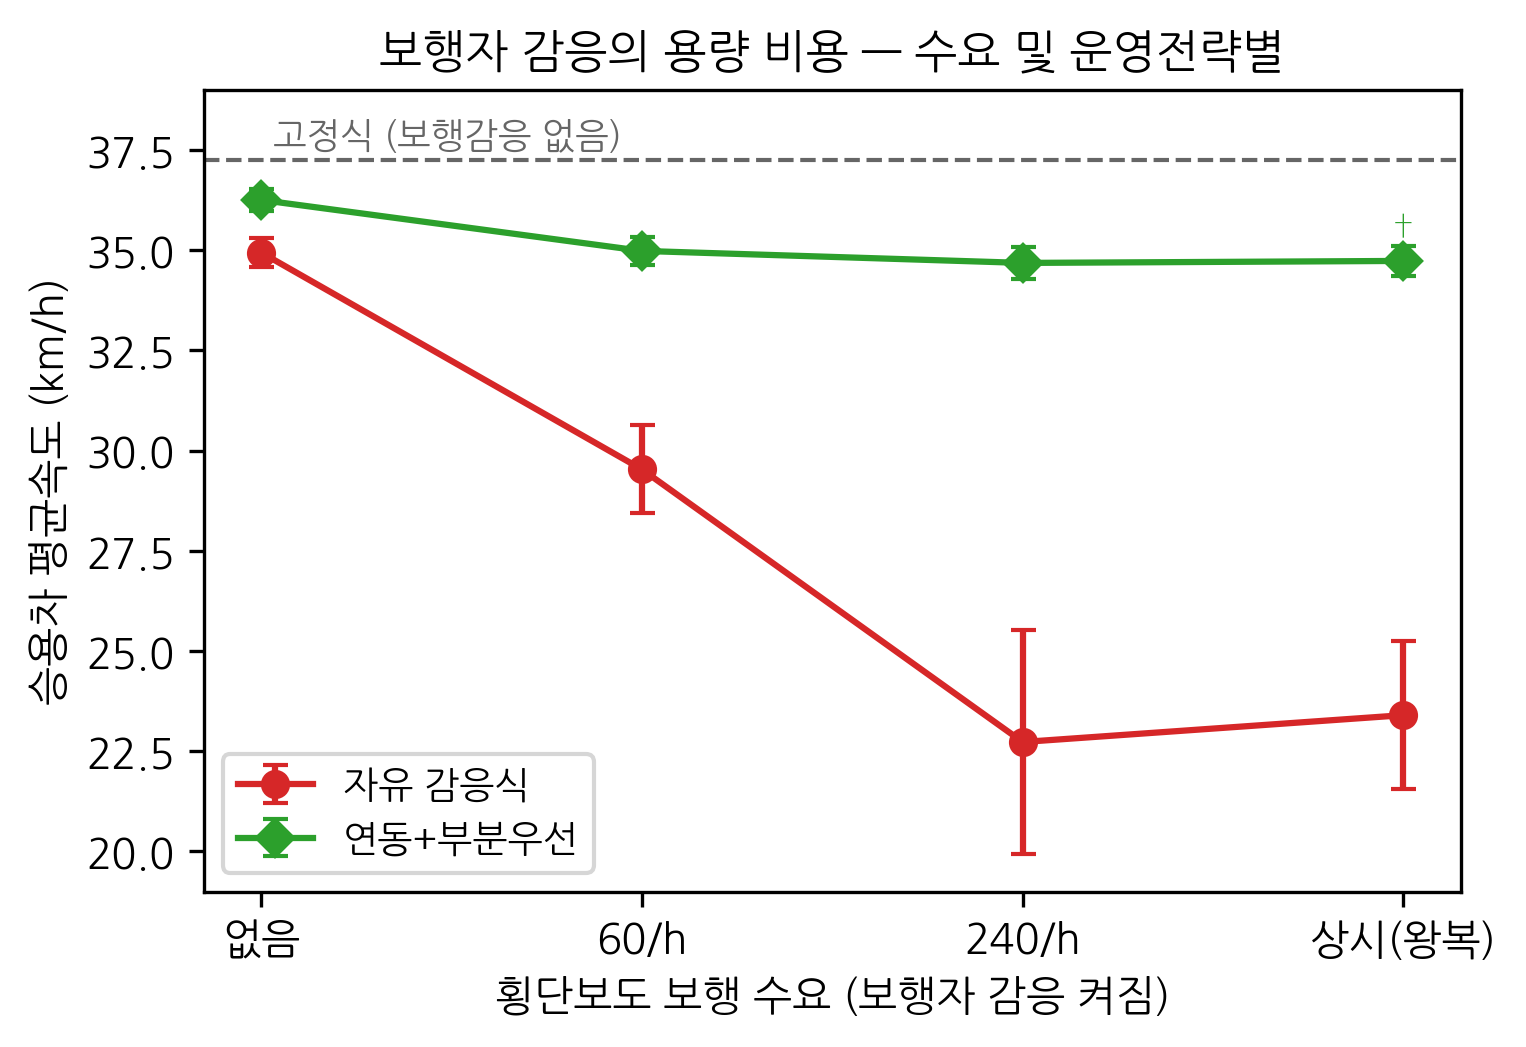 보행자 감응의 용량 비용 — 수요 및 운영전략별
고정식 (보행감응 없음)
†
승용차 평균속도 (km/h)
37.5
35.0
32.5
30.0
27.5
25.0
22.5
20.0
자유 감응식
연동+부분우선
없음 60/h 240/h 상시(왕복)
횡단보도 보행 수요 (보행자 감응 켜짐)